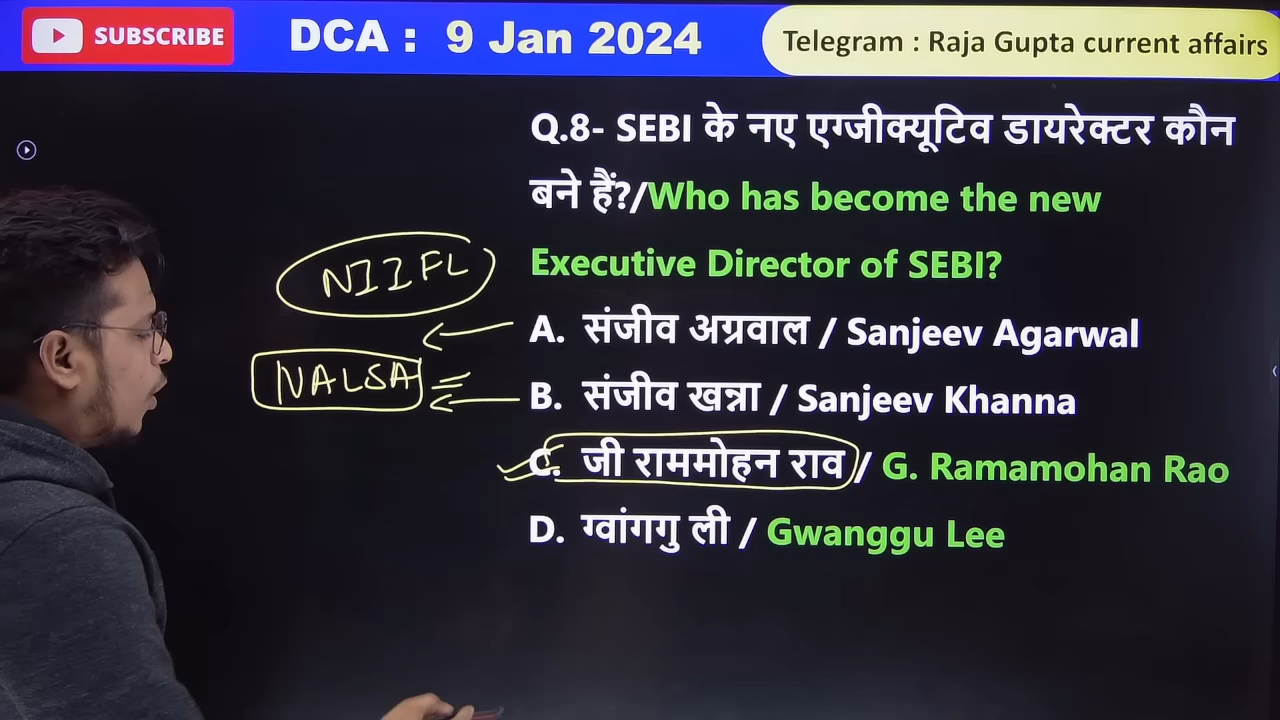 SUBSCRIBE
DCA : 9 Jan 2024
Telegram : Raja Gupta current affairs
Q.8- SEBI के नए एग्जीक्यूटिव डायरेक्टर कौन
बने हैं?/Who has become the new
Executive Director of SEBI?
NIIFL
A. संजीव अग्रवाल / Sanjeev Agarwal
NALSA
B. संजीव खन्ना / Sanjeev Khanna
C. जी राममोहन राव / G. Ramamohan Rao
D. ग्वांगगु ली / Gwanggu Lee